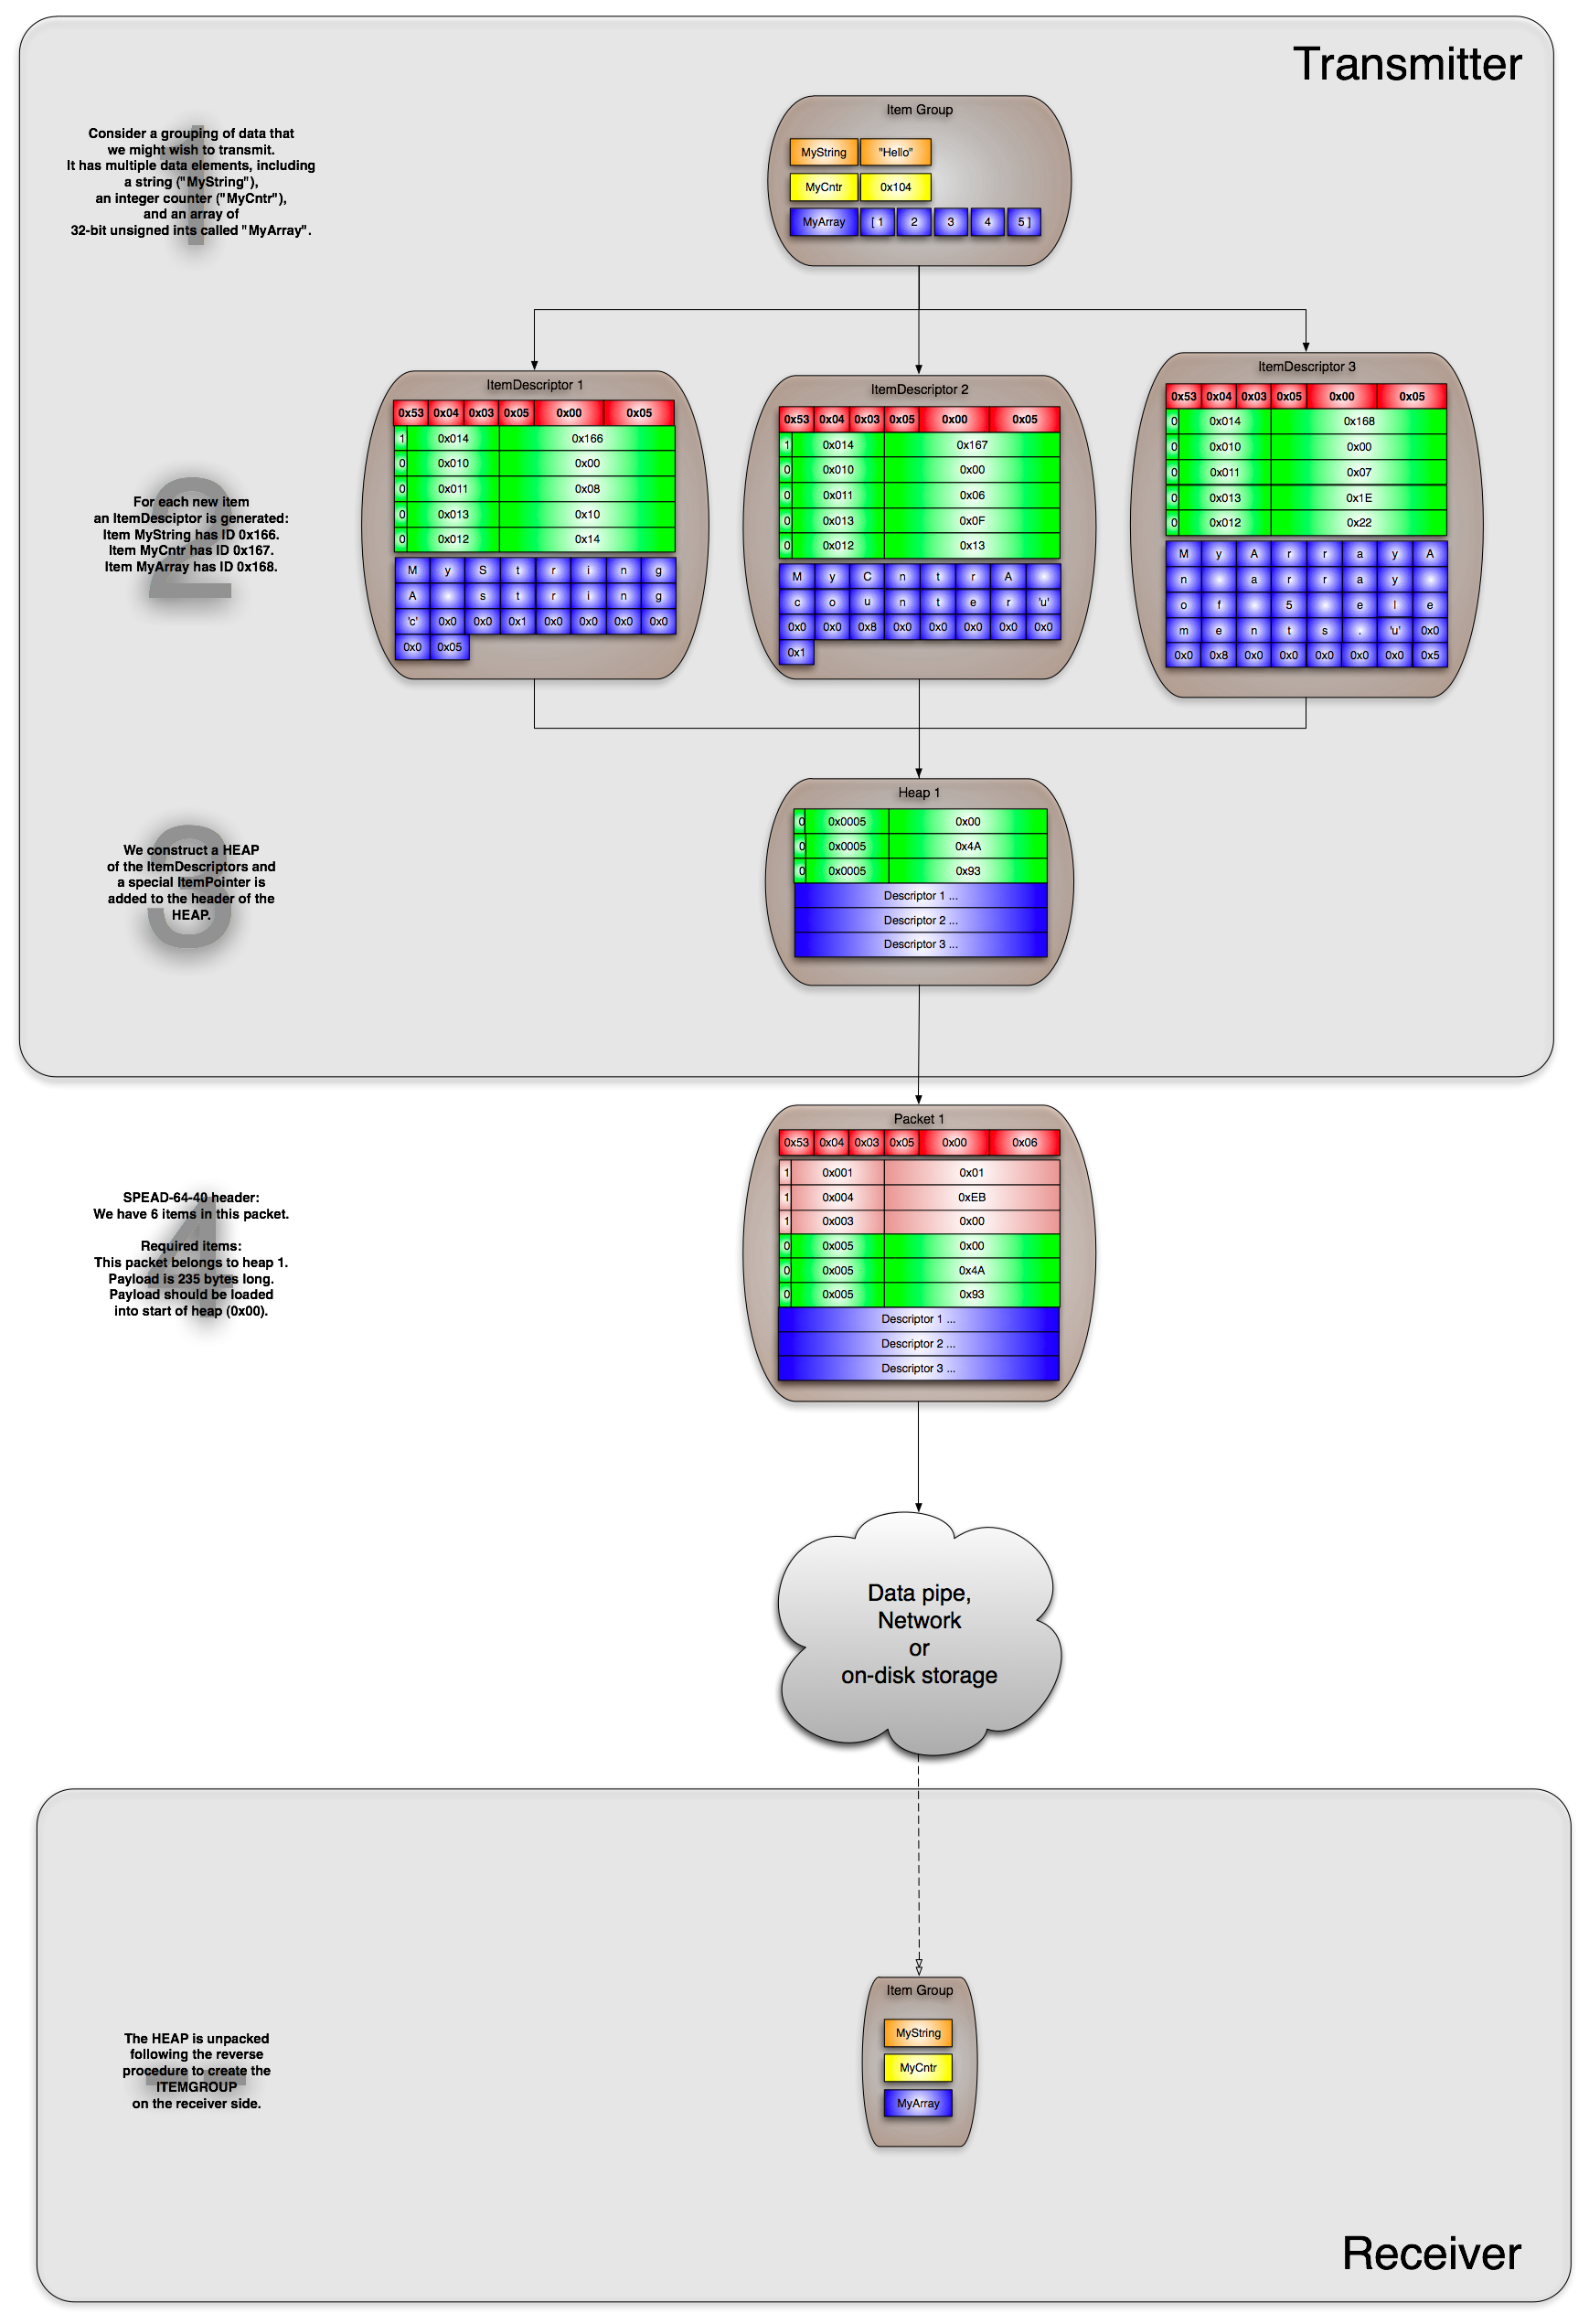 Transmitter
1
Consider a grouping of data that
we might wish to transmit.
It has multiple data elements, including
a string ("MyString"),
an integer counter ("MyCntr"),
and an array of
32-bit unsigned ints called "MyArray".
Item Group
MyString "Hello"
MyCntr 0x104
MyArray [ 1 2 3 4 5 ]
2
For each new item
an ItemDesciptor is generated:
Item MyString has ID 0x166.
Item MyCntr has ID 0x167.
Item MyArray has ID 0x168.
ItemDescriptor 1
0x53 0x04 0x03 0x05 0x00 0x05
1 0x014 0x166
0 0x010 0x00
0 0x011 0x08
0 0x013 0x10
0 0x012 0x14
M y S t r i n g
A s t r i n g
'c' 0x0 0x0 0x1 0x0 0x0 0x0 0x0
0x0 0x05
ItemDescriptor 2
0x53 0x04 0x03 0x05 0x00 0x05
1 0x014 0x167
0 0x010 0x00
0 0x011 0x06
0 0x013 0x0F
0 0x012 0x13
M y C n t r A
c o u n t e r 'u'
0x0 0x0 0x8 0x0 0x0 0x0 0x0 0x0
0x1
ItemDescriptor 3
0x53 0x04 0x03 0x05 0x00 0x05
0 0x014 0x168
0 0x010 0x00
0 0x011 0x07
0 0x013 0x1E
0 0x012 0x22
M y A r r a y A
n a r r a y
o f 5 e l e
m e n t s . 'u' 0x0
0x0 0x8 0x0 0x0 0x0 0x0 0x0 0x5
3
We construct a HEAP
of the ItemDescriptors and
a special ItemPointer is
added to the header of the
HEAP.
Heap 1
0 0x0005 0x00
0 0x0005 0x4A
0 0x0005 0x93
Descriptor 1 ...
Descriptor 2 ...
Descriptor 3 ...
4
SPEAD-64-40 header:
We have 6 items in this packet.
Required items:
This packet belongs to heap 1.
Payload is 235 bytes long.
Payload should be loaded
into start of heap (0x00).
Packet 1
0x53 0x04 0x03 0x05 0x00 0x06
1 0x001 0x01
1 0x004 0xEB
1 0x003 0x00
0 0x005 0x00
0 0x005 0x4A
0 0x005 0x93
Descriptor 1 ...
Descriptor 2 ...
Descriptor 3 ...
Data pipe,
Network
or
on-disk storage
The HEAP is unpacked
following the reverse
procedure to create the
ITEMGROUP
on the receiver side.
Item Group
MyString
MyCntr
MyArray
Receiver